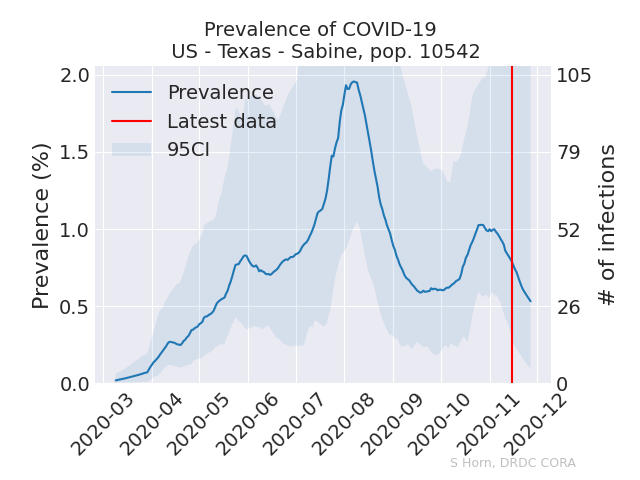 Prevalence of COVID-19
US - Texas - Sabine, pop. 10542
Prevalence
Latest data
95CI
Prevalence (%)
2.0
1.5
1.0
0.5
0.0
105
79
52
26
0
# of infections
2020-03
2020-04
2020-05
2020-06
2020-07
2020-08
2020-09
2020-10
2020-11
2020-12
S Horn, DRDC CORA